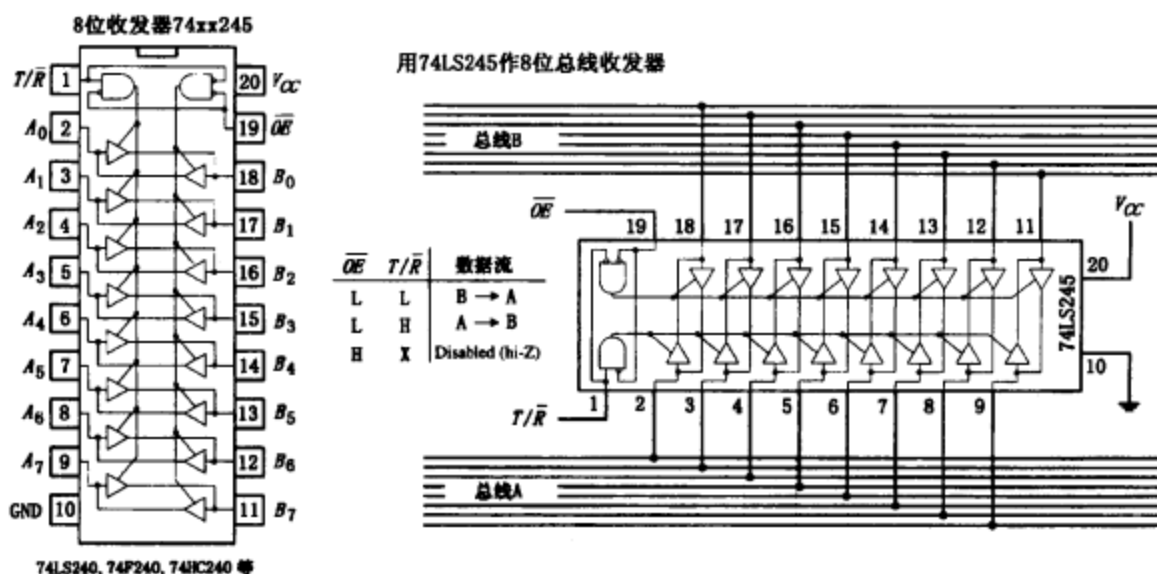 8位收发器74xx245
T/R̅ 1 20 V_CC
A0 2 19 O̅E̅
A1 3 18 B0
A2 4 17 B1
A3 5 16 B2
A4 6 15 B3
A5 7 14 B4
A6 8 13 B5
A7 9 12 B6
GND 10 11 B7
74LS240, 74F240, 74HC240 等
用74LS245作8位总线收发器
总线B
O̅E̅
V_CC
19 18 17 16 15 14 13 12 11
20
74LS245
10
1 2 3 4 5 6 7 8 9
T/R̅
总线A
O̅E̅ T/R̅ 数据流
L L B → A
L H A → B
H X Disabled (hi-Z)